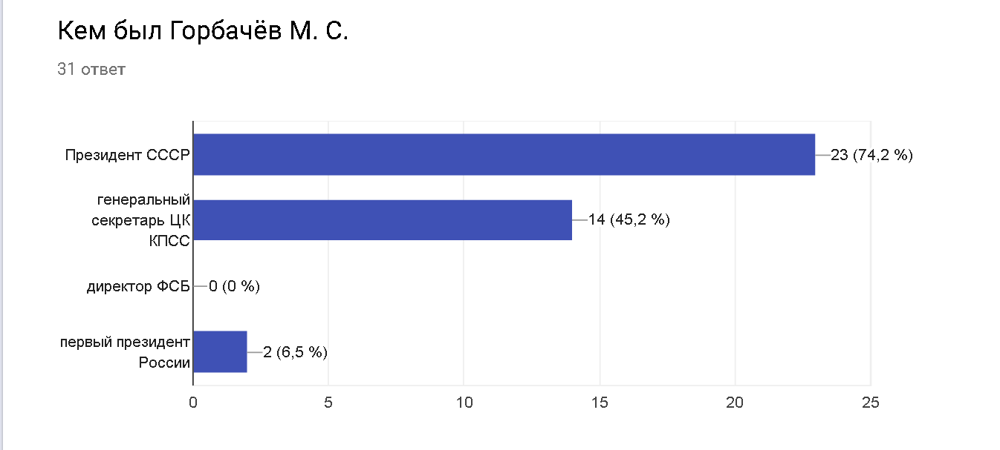 Кем был Горбачёв М. С.
31 ответ
Президент СССР
23 (74,2 %)
генеральный
секретарь ЦК
КПСС
14 (45,2 %)
директор ФСБ
0 (0 %)
первый президент
России
2 (6,5 %)
0 5 10 15 20 25